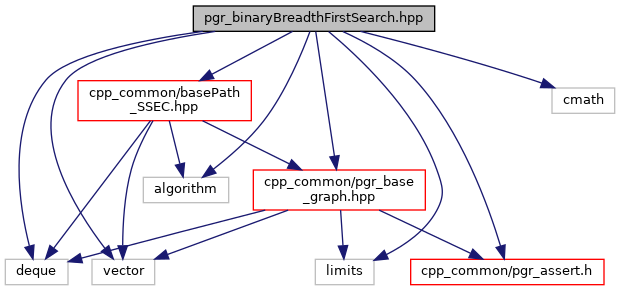 pgr_binaryBreadthFirstSearch.hpp
cpp_common/basePath
_SSEC.hpp
cmath
algorithm
cpp_common/pgr_base
_graph.hpp
deque
vector
limits
cpp_common/pgr_assert.h